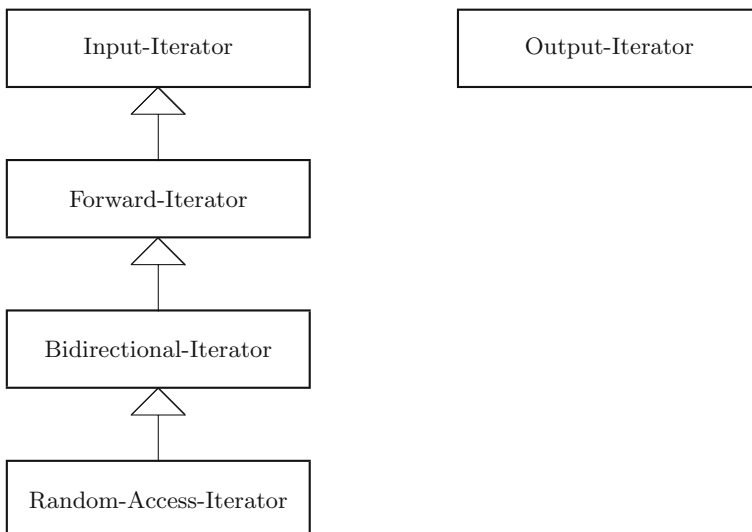 Input-Iterator
Output-Iterator
Forward-Iterator
Bidirectional-Iterator
Random-Access-Iterator